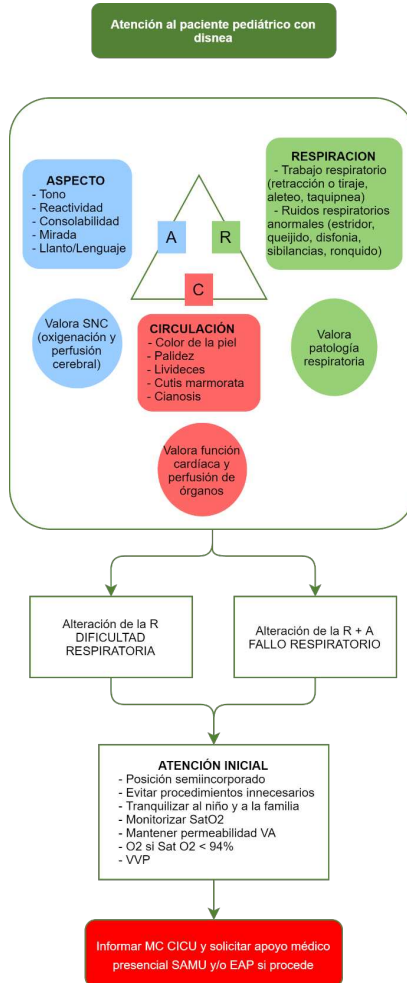 Atención al paciente pediátrico con
disnea
ASPECTO
- Tono
- Reactividad
- Consolabilidad
- Mirada
- Llanto/Lenguaje
RESPIRACION
- Trabajo respiratorio
(retracción o tiraje,
aleteo, taquipnea)
- Ruidos respiratorios
anormales (estridor,
queijido, disfonia,
sibilancias, ronquido)
A
R
C
Valora SNC
(oxigenación y
perfusión
cerebral)
CIRCULACIÓN
- Color de la piel
- Palidez
- Livideces
- Cutis marmorata
- Cianosis
Valora
patología
respiratoria
Valora función
cardíaca y
perfusión de
órganos
Alteración de la R
DIFICULTAD
RESPIRATORIA
Alteración de la R + A
FALLO RESPIRATORIO
ATENCIÓN INICIAL
- Posición semiincorporado
- Evitar procedimientos innecesarios
- Tranquilizar al niño y a la familia
- Monitorizar SatO2
- Mantener permeabilidad VA
- O2 si Sat O2 < 94%
- VVP
Informar MC CICU y solicitar apoyo médico
presencial SAMU y/o EAP si procede